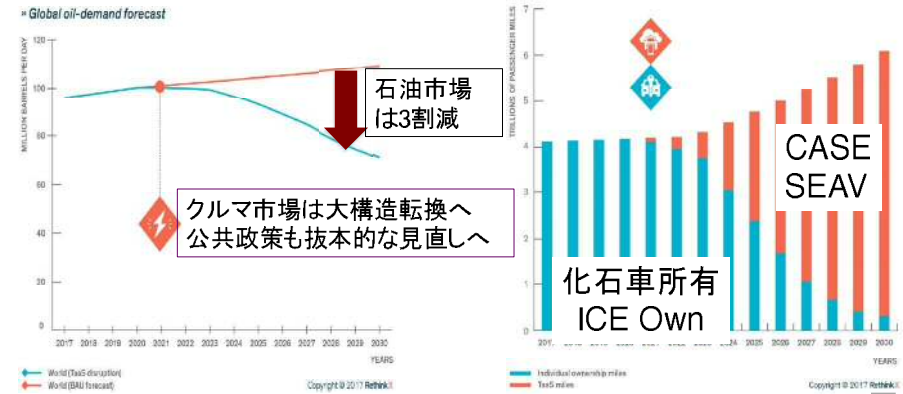 » Global oil-demand forecast
MILLION BARRELS PER DAY
120
100
80
60
40
20
0
石油市場
は3割減
クルマ市場は大構造転換へ
公共政策も抜本的な見直しへ
2017 2018 2019 2020 2021 2022 2023 2024 2025 2026 2027 2028 2029 2030
YEARS
World (TaaS disruption)
World (BAU forecast)
Copyright © 2017 RethinkX
TRILLIONS OF PASSENGER MILES
7
6
5
4
3
2
1
0
CASE
SEAV
化石車所有
ICE Own
2025 2026 2027 2028 2029 2030
YEARS
Individual ownership miles
TaaS miles
Copyright © 2017 RethinkX